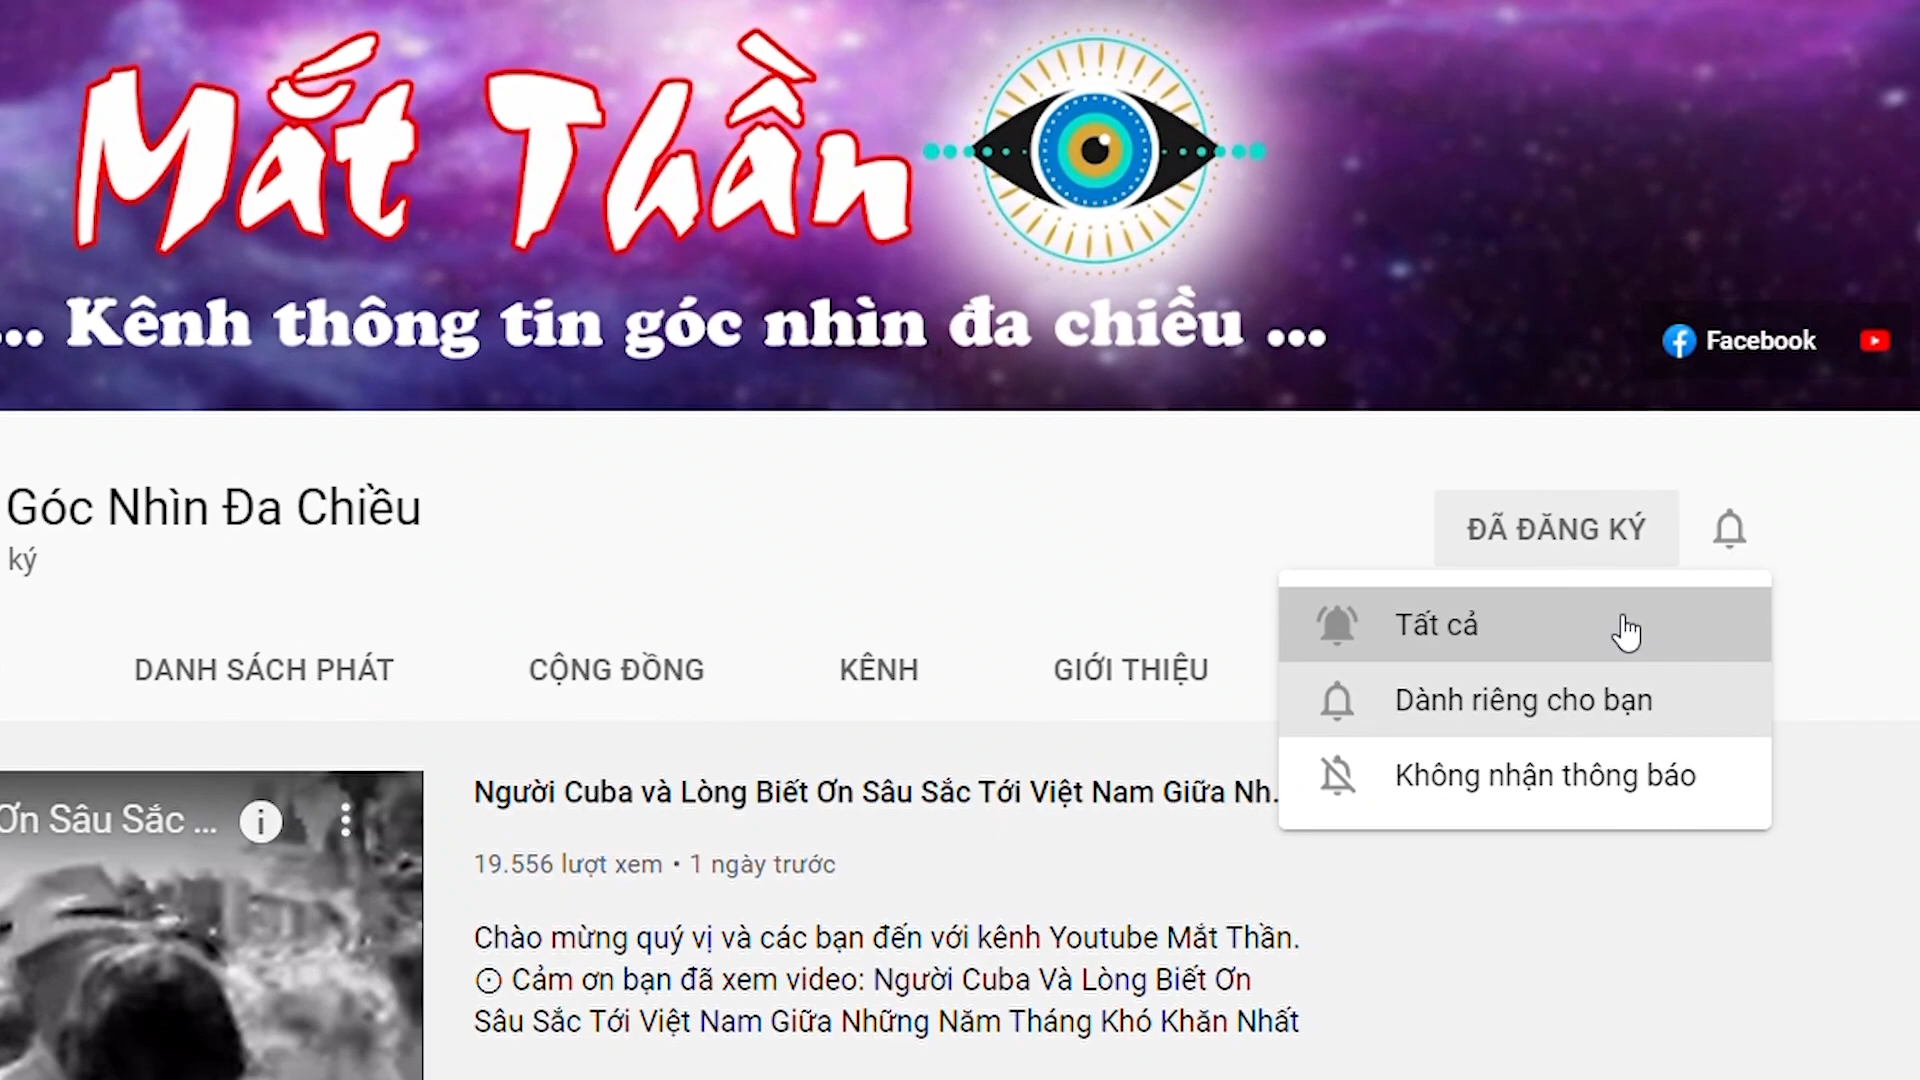 Mắt Thần
... Kênh thông tin góc nhìn đa chiều ...
Facebook
Góc Nhìn Đa Chiều
ký
ĐÃ ĐĂNG KÝ
Tất cả
Dành riêng cho bạn
Không nhận thông báo
DANH SÁCH PHÁT
CỘNG ĐỒNG
KÊNH
GIỚI THIỆU
Ơn Sâu Sắc ...
Người Cuba và Lòng Biết Ơn Sâu Sắc Tới Việt Nam Giữa Nh.
19.556 lượt xem • 1 ngày trước
Chào mừng quý vị và các bạn đến với kênh Youtube Mắt Thần.
⨀ Cảm ơn bạn đã xem video: Người Cuba Và Lòng Biết Ơn
Sâu Sắc Tới Việt Nam Giữa Những Năm Tháng Khó Khăn Nhất